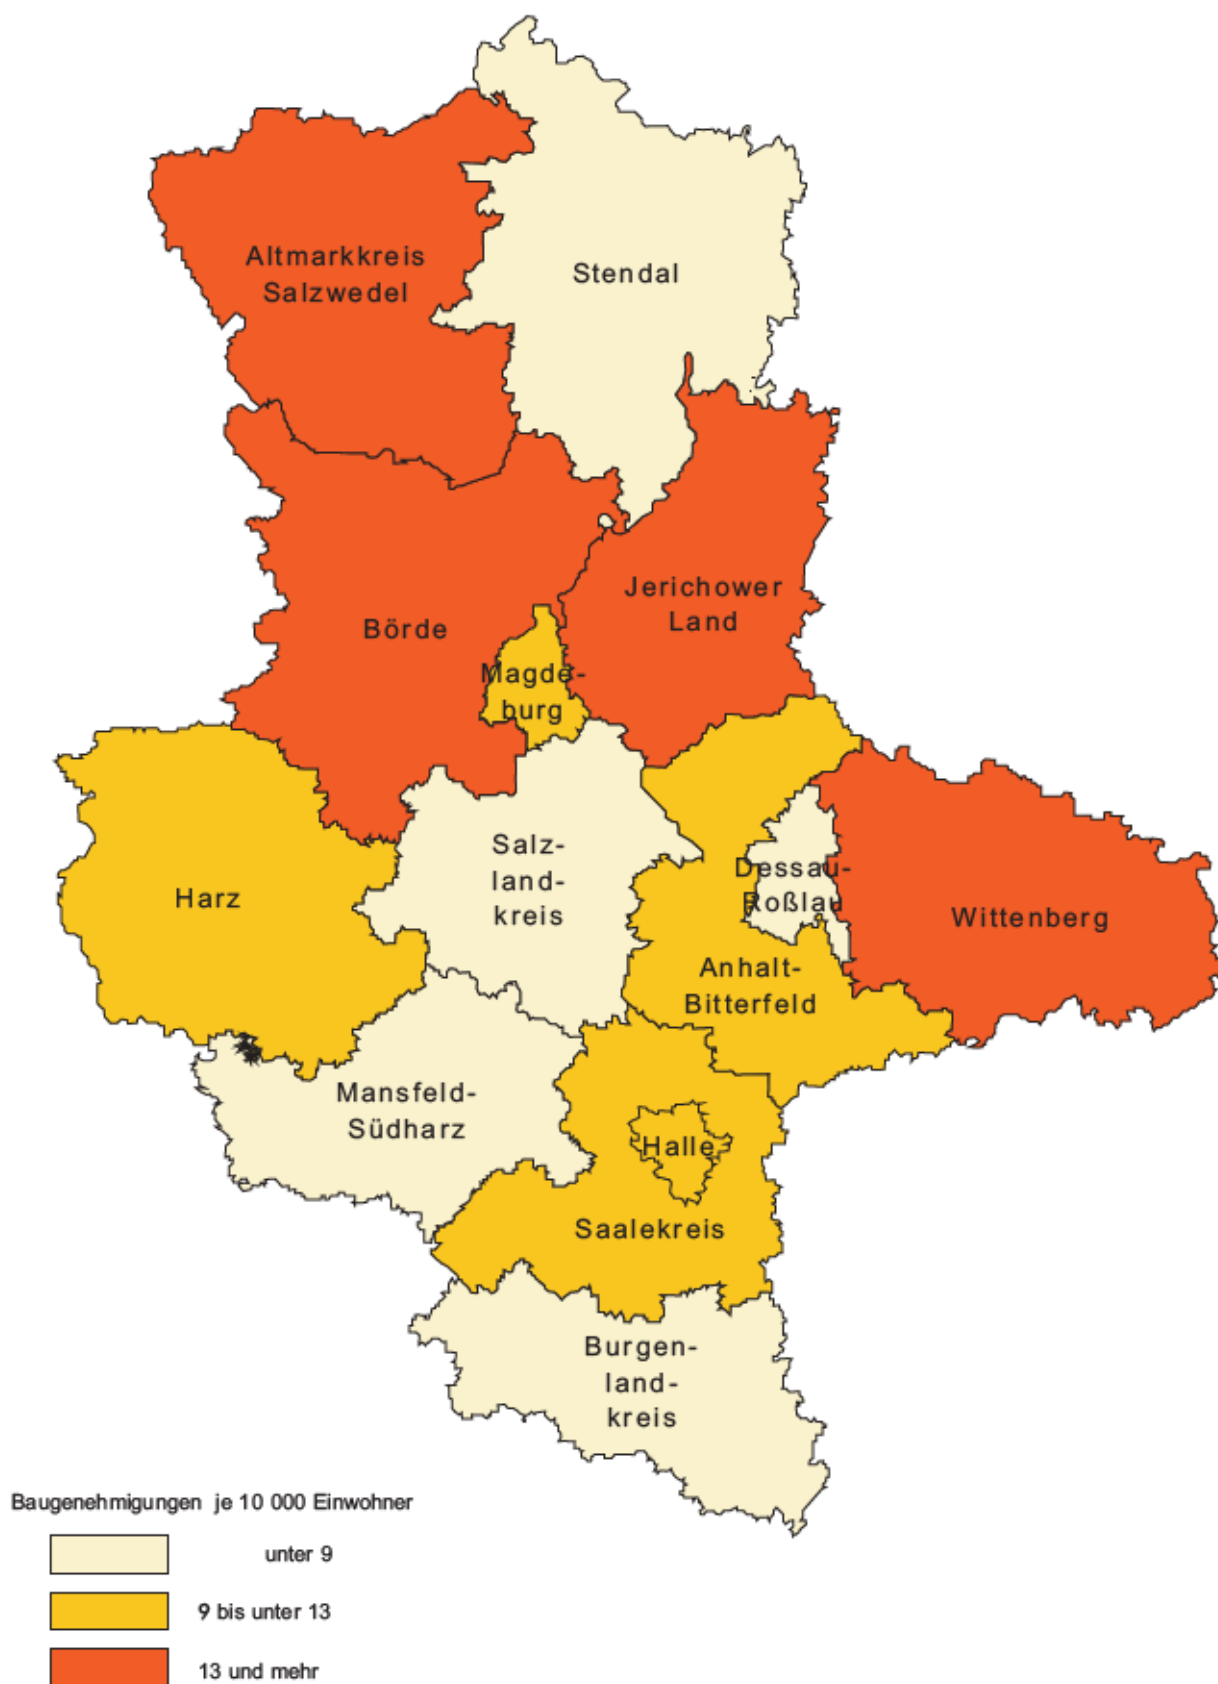 Altmarkkreis
Salzwedel
Stendal
Jerichower
Land
Börde
Magde-
burg
Salz-
land-
kreis
Harz
Dessau-
Roßlau
Wittenberg
Anhalt-
Bitterfeld
Mansfeld-
Südharz
Halle
Saalekreis
Burgen-
land-
kreis
Baugenehmigungen je 10 000 Einwohner
unter 9
9 bis unter 13
13 und mehr